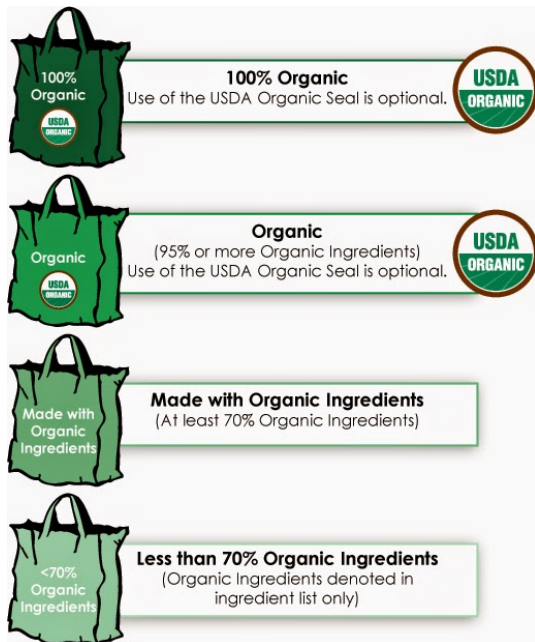 100%
Organic
USDA
ORGANIC
100% Organic
Use of the USDA Organic Seal is optional.
USDA
ORGANIC
Organic
USDA
ORGANIC
Organic
(95% or more Organic Ingredients)
Use of the USDA Organic Seal is optional.
USDA
ORGANIC
Made with
Organic
Ingredients
Made with Organic Ingredients
(At least 70% Organic Ingredients)
<70%
Organic
Ingredients
Less than 70% Organic Ingredients
(Organic Ingredients denoted in
ingredient list only)